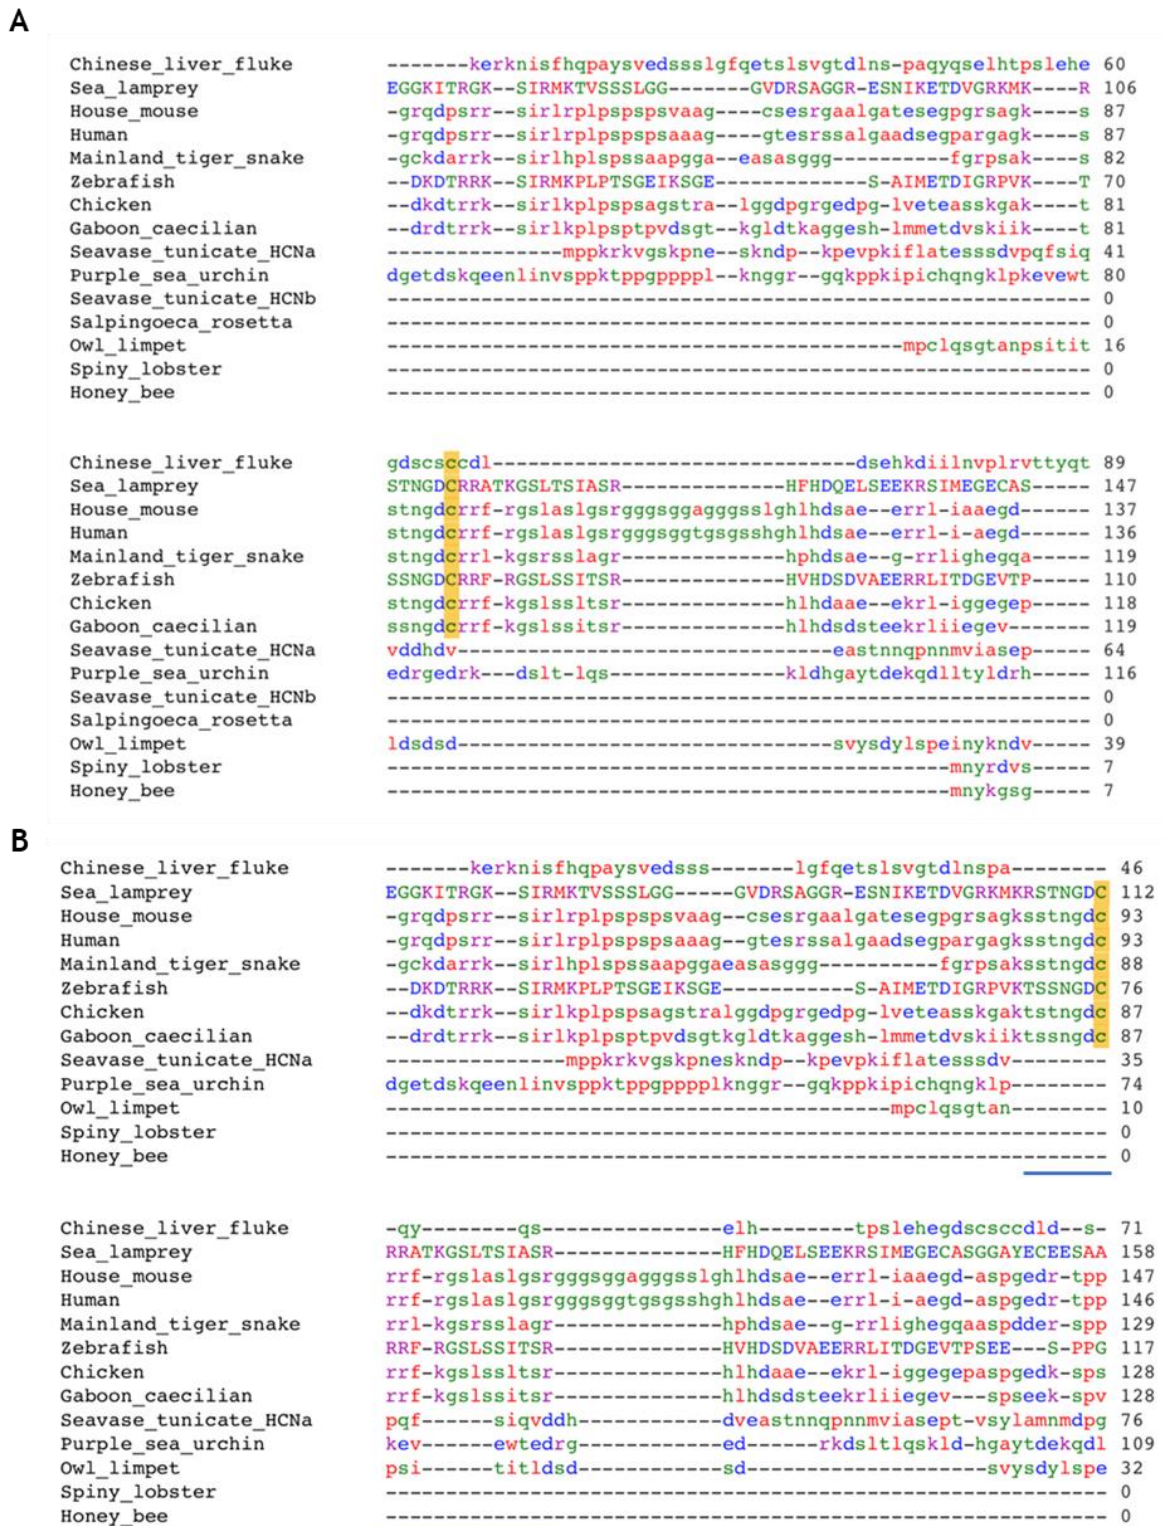 A
Chinese_liver_fluke -------kerknisfhqpaysvedssslgfqetslsvgtdlns-paqyqselhtpslehe 60
Sea_lamprey EGGKITRGK--SIRMKTVSSSLGG-------GVDRSAGGR-ESNIKETDVGRKMK----R 106
House_mouse -grqdpsrr--sirlrplpspspsvaag----csesrgaalgatesegpgrsagk----s 87
Human -grqdpsrr--sirlrplpspspsaaag----gtesrssalgaadsegpargagk----s 87
Mainland_tiger_snake -gckdarrk--sirlhplspssaapgga--easasggg----------fgrpsak----s 82
Zebrafish --DKDTRRK--SIRMKPLPTSGEIKSGE-------------S-AIMETDIGRPVK----T 70
Chicken --dkdtrrk--sirlkplpspsagstra--lggdpgrgedpg-lveteasskgak----t 81
Gaboon_caecilian --drdtrrk--sirlkplpsptpvdsgt--kgldtkaggesh-lmmetdvskiik----t 81
Seavase_tunicate_HCNa ---------------mppkrkvgskpne--skndp--kpevpkiflatessssdvpqfsiq 41
Purple_sea_urchin dgetdskqeenlinvsppktppgppppl--knggr--gqkppkipichqngklpkevewt 80
Seavase_tunicate_HCNb ------------------------------------------------------------ 0
Salpingoeca_rosetta ------------------------------------------------------------ 0
Owl_limpet --------------------------------------------mpclqsgtanpsitit 16
Spiny_lobster ------------------------------------------------------------ 0
Honey_bee ------------------------------------------------------------ 0
Chinese_liver_fluke gdscsccdl-------------------------------dsehkdiilnvplrvttyqt 89
Sea_lamprey STNGDCRRATKGSLTSIASR--------------HFHDQELSEEKRSIMEGECAS----- 147
House_mouse stngdcrrf-rgslaslgsrgggsggagggsslghlhdsae--errl-iaaegd------ 137
Human stngdcrrf-rgslaslgsrgggsggtgsgsshghlhdsae--errl-i-aegd------ 136
Mainland_tiger_snake stngdcrrl-kgsrsslagr--------------hphdsae--g-rrlighegqa----- 119
Zebrafish SSNGDCRRF-RGSLSSITSR--------------HVHDSDVAEERRLITDGEVTP----- 110
Chicken stngdcrrf-kgslssltsr--------------hlhdaae--ekrl-iggegep----- 118
Gaboon_caecilian ssngdcrrf-kgslssitsr--------------hlhdsdsteekrliiegev------- 119
Seavase_tunicate_HCNa vddhdv--------------------------------eastnnqpnnmviasep----- 64
Purple_sea_urchin edrgedrk---dslt-lqs---------------kldhgaytdekqdlltyldrh----- 116
Seavase_tunicate_HCNb ------------------------------------------------------------ 0
Salpingoeca_rosetta ------------------------------------------------------------ 0
Owl_limpet ldsdsd--------------------------------svysdylspeinykndv----- 39
Spiny_lobster ------------------------------------------------mnyrdvs----- 7
Honey_bee ------------------------------------------------mnykgsg----- 7
B
Chinese_liver_fluke -------kerknisfhqpaysvedsss-------lgfqetslsvgtdlnspa-------- 46
Sea_lamprey EGGKITRGK--SIRMKTVSSSLGG-----GVDRSAGGR-ESNIKETDVGRKMKRSTNGDC 112
House_mouse -grqdpsrr--sirlrplpspspsvaag--csesrgaalgatesegpgrsagksstngdc 93
Human -grqdpsrr--sirlrplpspspsaaag--gtesrssalgaadsegpargagksstngdc 93
Mainland_tiger_snake -gckdarrk--sirlhplspssaapggaeasasggg----------fgrpsaksstngdc 88
Zebrafish --DKDTRRK--SIRMKPLPTSGEIKSGE-----------S-AIMETDIGRPVKTSSNGDC 76
Chicken --dkdtrrk--sirlkplpspsagstralggdpgrgedpg-lveteasskgaktstngdc 87
Gaboon_caecilian --drdtrrk--sirlkplpsptpvdsgtkgldtkaggesh-lmmetdvskiiktssngdc 87
Seavase_tunicate_HCNa ---------------mppkrkvgskpneskndp--kpevpkiflatesssdv-------- 35
Purple_sea_urchin dgetdskqeenlinvsppktppgppppplknggr--gqkppkipichqngklp------- 74
Owl_limpet ------------------------------------------mpclqsgtan-------- 10
Spiny_lobster ------------------------------------------------------------ 0
Honey_bee ------------------------------------------------------------ 0
Chinese_liver_fluke -qy--------qs---------------elh--------tpslehegdscsccdld--s- 71
Sea_lamprey RRATKGSLTSIASR--------------HFHDQELSEEKRSIMEGECASGGAYECEESAA 158
House_mouse rrf-rgslaslgsrgggsggagggsslghlhdsae--errl-iaaegd-aspgedr-tpp 147
Human rrf-rgslaslgsrgggsggtgsgsshghlhdsae--errl-i-aegd-aspgedr-tpp 146
Mainland_tiger_snake rrl-kgsrsslagr--------------hphdsae--g-rrlighegqaaspdder-spp 129
Zebrafish RRF-RGSLSSITSR--------------HVHDSDVAEERRLITDGEVTPSEE---S-PPG 117
Chicken rrf-kgslssltsr--------------hlhdaae--ekrl-iggegepaspgedk-sps 128
Gaboon_caecilian rrf-kgslssitsr--------------hlhdsdsteekrliiegev---spseek-spv 128
Seavase_tunicate_HCNa pqf------siqvddh------------dveastnnqpnnmviasept-vsylamnmdpg 76
Purple_sea_urchin kev------ewtedrg------------ed-------rkdsltlqskld-hgaytdekqdl 109
Owl_limpet psi------titldsd------------sd---------------------svysdylspe 32
Spiny_lobster ------------------------------------------------------------ 0
Honey_bee ------------------------------------------------------------ 0